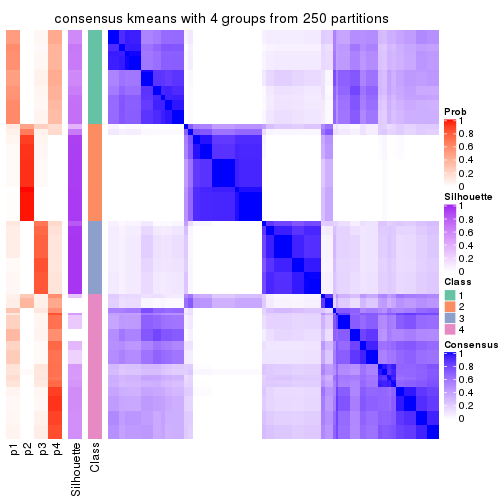 consensus kmeans with 4 groups from 250 partitions
Prob
1
0.8
0.6
0.4
0.2
0
Silhouette
1
0.8
0.6
0.4
0.2
0
Class
1
2
3
4
Consensus
1
0.8
0.6
0.4
0.2
0
p1
p2
p3
p4
Silhouette
Class